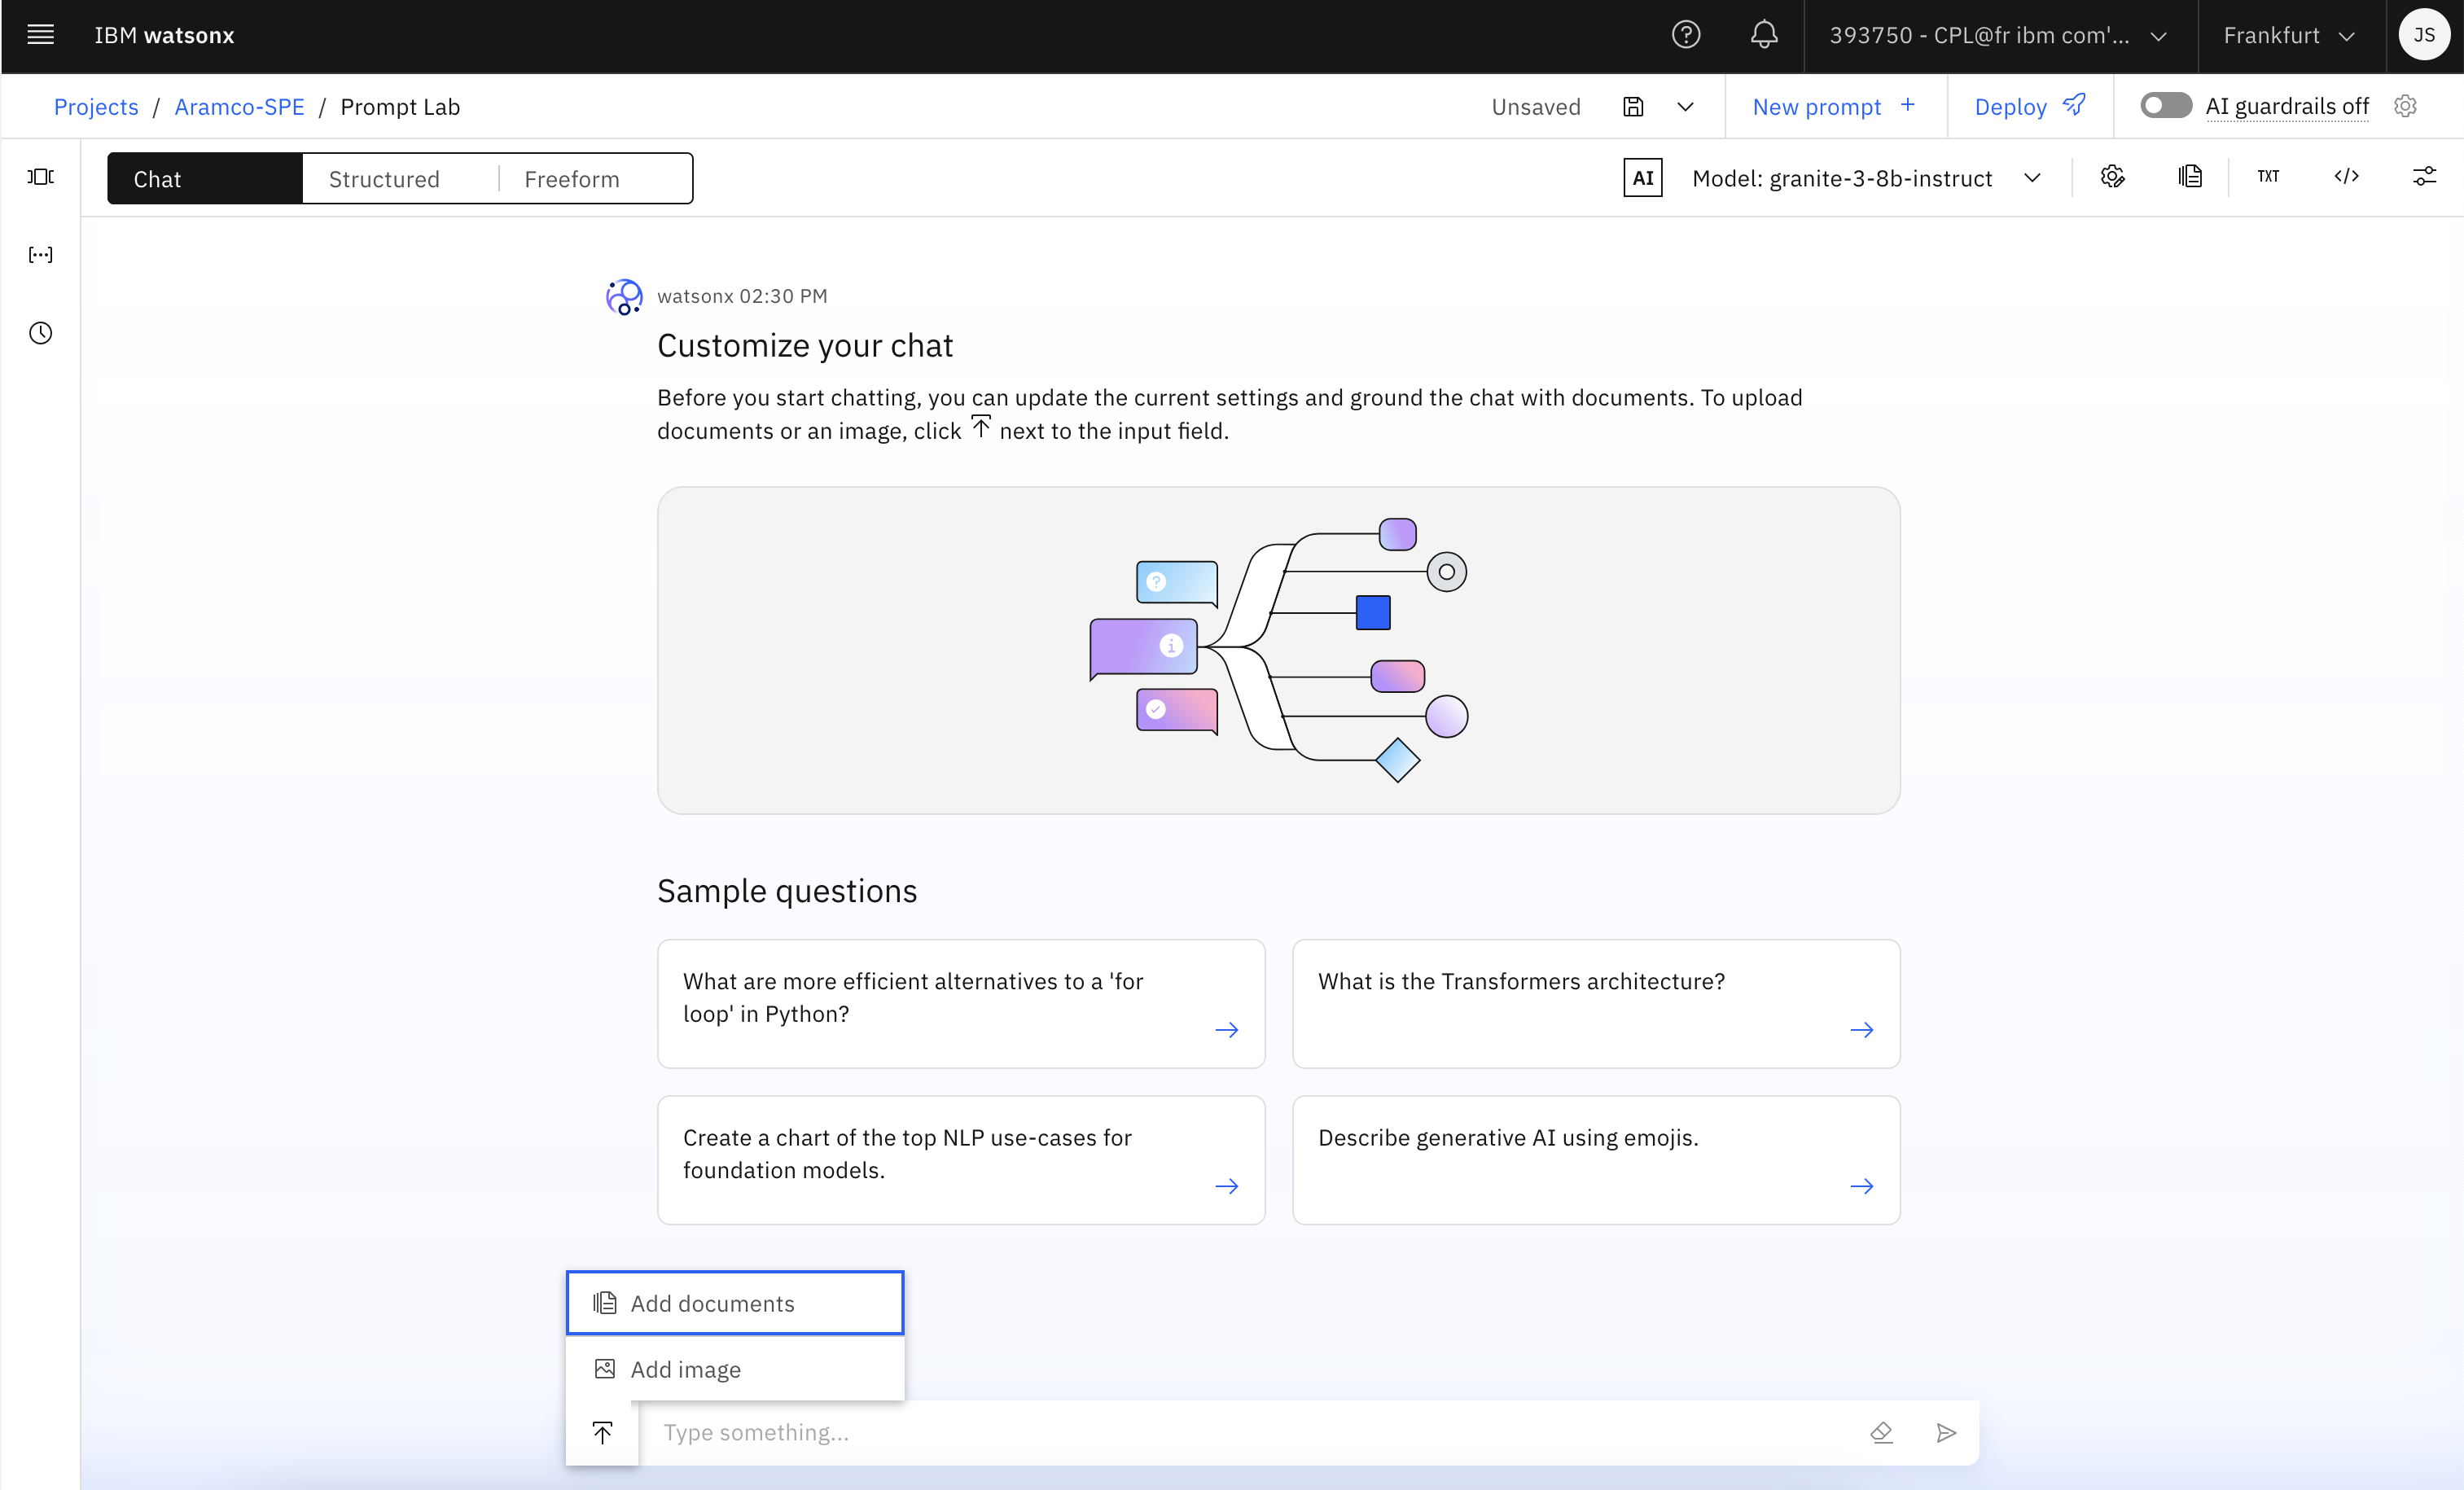 IBM watsonx
393750 - CPL@fr ibm com'...
Frankfurt
JS
Projects / Aramco-SPE / Prompt Lab
Unsaved
New prompt +
Deploy
AI guardrails off
Chat
Structured
Freeform
AI
Model: granite-3-8b-instruct
TXT
</>
watsonx 02:30 PM
Customize your chat
Before you start chatting, you can update the current settings and ground the chat with documents. To upload
documents or an image, click next to the input field.
Sample questions
What are more efficient alternatives to a 'for
loop' in Python?
What is the Transformers architecture?
Create a chart of the top NLP use-cases for
foundation models.
Describe generative AI using emojis.
Add documents
Add image
Type something...